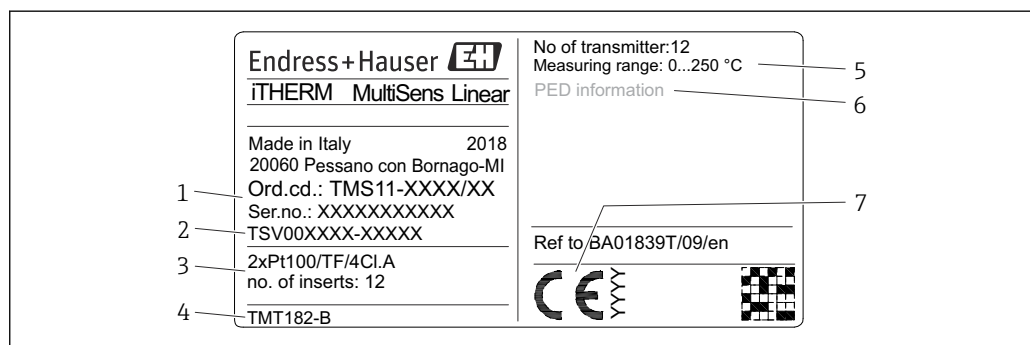 Endress+Hauser EH
iTHERM MultiSens Linear
Made in Italy 2018
20060 Pessano con Bornago-MI
1 Ord.cd.: TMS11-XXXX/XX
Ser.no.: XXXXXXXXXXX
2 TSV00XXXX-XXXXX
3 2xPt100/TF/4Cl.A
no. of inserts: 12
4 TMT182-B
No of transmitter:12
Measuring range: 0...250 °C 5
PED information 6
7
Ref to BA01839T/09/en
CE YYYY